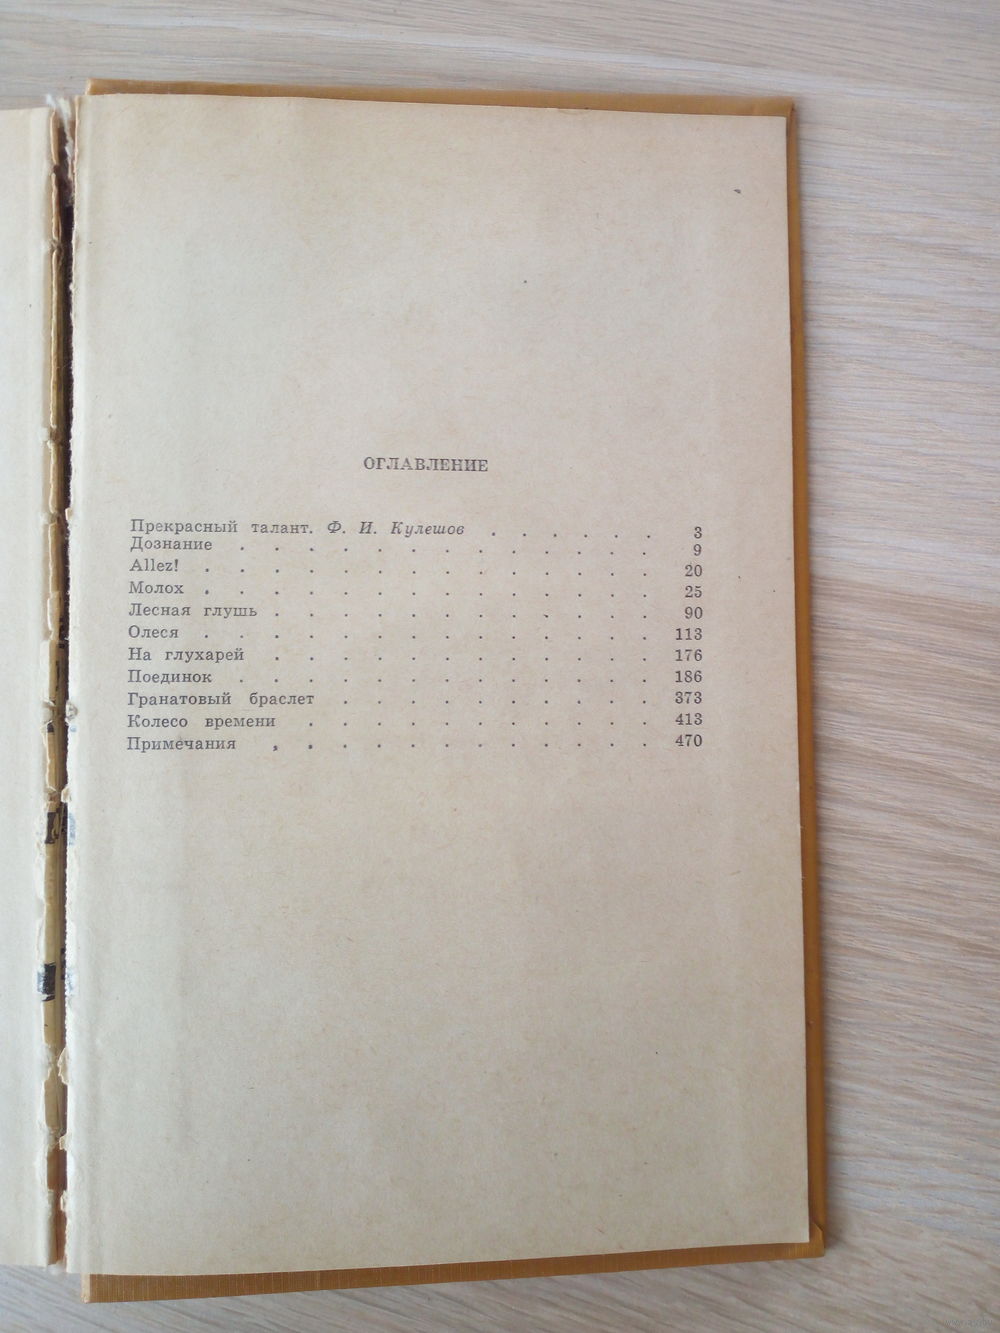 ОГЛАВЛЕНИЕ
Прекрасный талант. Ф. И. Кулешов . . . . . . 3
Дознание . . . . . . . . . . . . . 9
Allez! . . . . . . . . . . . . . . 20
Молох . . . . . . . . . . . . . . 25
Лесная глушь . . . . . . . . . . . . 90
Олеся . . . . . . . . . . . . . . 113
На глухарей . . . . . . . . . . . . 176
Поединок . . . . . . . . . . . . . 186
Гранатовый браслет . . . . . . . . . . 373
Колесо времени . . . . . . . . . . . 413
Примечания . . . . . . . . . . . . 470